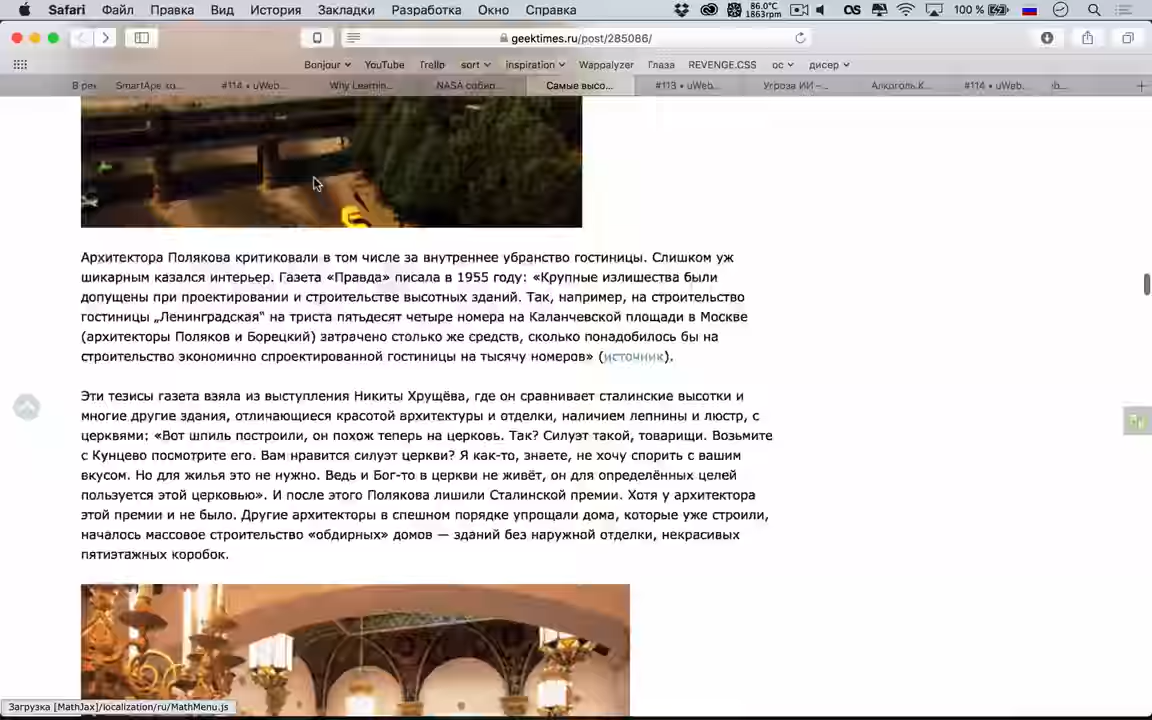 Safari Файл Правка Вид История Закладки Разработка Окно Справка 86.0°C 1863rpm 100 %
geektimes.ru/post/285086/
Bonjour YouTube Trello sort inspiration Wappalyzer Глаза REVENGE.CSS ос дисер
В рек SmartApe хо... #114 • uWeb... Why Learnin... NASA собир... Самые высо... #113 • uWeb... Угроза ИИ –... Алкоголь.К... #114 • uWeb...
Архитектора Полякова критиковали в том числе за внутреннее убранство гостиницы. Слишком уж
шикарным казался интерьер. Газета «Правда» писала в 1955 году: «Крупные излишества были
допущены при проектировании и строительстве высотных зданий. Так, например, на строительство
гостиницы „Ленинградская“ на триста пятьдесят четыре номера на Каланчевской площади в Москве
(архитекторы Поляков и Борецкий) затрачено столько же средств, сколько понадобилось бы на
строительство экономично спроектированной гостиницы на тысячу номеров» (источник).
Эти тезисы газета взяла из выступления Никиты Хрущёва, где он сравнивает сталинские высотки и
многие другие здания, отличающиеся красотой архитектуры и отделки, наличием лепнины и люстр, с
церквями: «Вот шпиль построили, он похож теперь на церковь. Так? Силуэт такой, товарищи. Возьмите
с Кунцево посмотрите его. Вам нравится силуэт церкви? Я как-то, знаете, не хочу спорить с вашим
вкусом. Но для жилья это не нужно. Ведь и Бог-то в церкви не живёт, он для определённых целей
пользуется этой церковью». И после этого Полякова лишили Сталинской премии. Хотя у архитектора
этой премии и не было. Другие архитекторы в спешном порядке упрощали дома, которые уже строили,
началось массовое строительство «обдирных» домов — зданий без наружной отделки, некрасивых
пятиэтажных коробок.
Загрузка [MathJax]/localization/ru/MathMenu.js